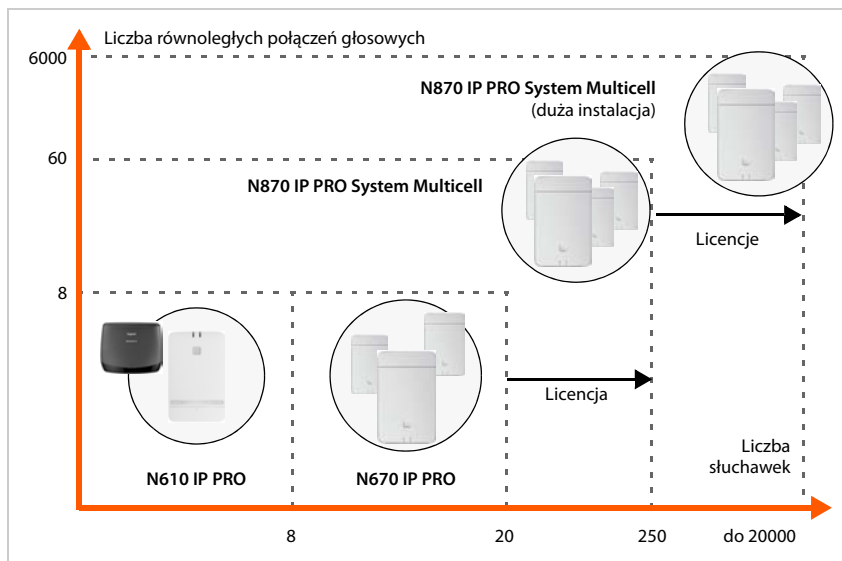 Liczba równoległych połączeń głosowych
6000
N870 IP PRO System Multicell
(duża instalacja)
60
N870 IP PRO System Multicell
Licencje
8
Licencja
Liczba
słuchawek
N610 IP PRO
N670 IP PRO
8
20
250
do 20000